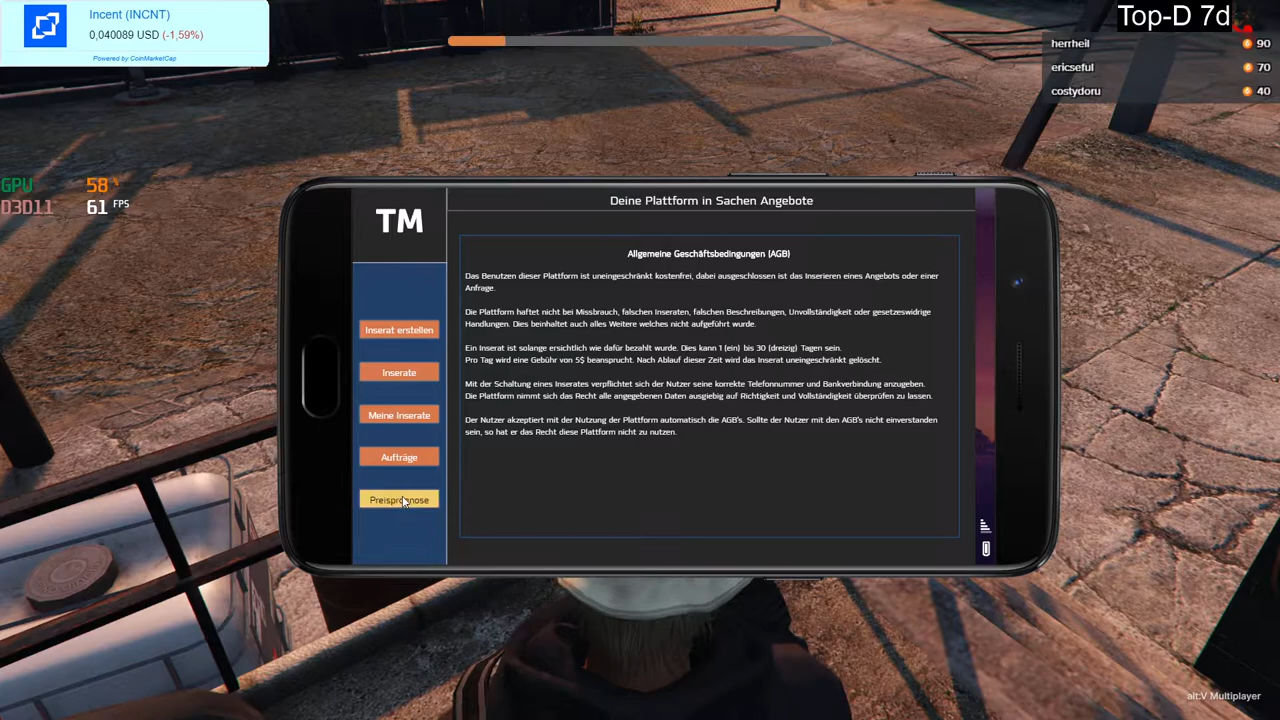 Incent (INCNT)
0,040089 USD (-1,59%)
Powered by CoinMarketCap
Top-D 7d
herrheil 90
ericseful 70
costydoru 40
GPU 58 %
D3D11 61 FPS
TM
Inserat erstellen
Inserate
Meine Inserate
Aufträge
Preisprognose
Deine Plattform in Sachen Angebote
Allgemeine Geschäftsbedingungen (AGB)
Das Benutzen dieser Plattform ist uneingeschränkt kostenfrei, dabei ausgeschlossen ist das Inserieren eines Angebots oder einer
Anfrage.
Die Plattform haftet nicht bei Missbrauch, falschen Inseraten, falschen Beschreibungen, Unvollständigkeit oder gesetzeswidrige
Handlungen. Dies beinhaltet auch alles Weitere welches nicht aufgeführt wurde.
Ein Inserat ist solange ersichtlich wie dafür bezahlt wurde. Dies kann 1 (ein) bis 30 (dreizig) Tagen sein.
Pro Tag wird eine Gebühr von 5$ beansprucht. Nach Ablauf dieser Zeit wird das Inserat uneingeschränkt gelöscht.
Mit der Schaltung eines Inserates verpflichtet sich der Nutzer seine korrekte Telefonnummer und Bankverbindung anzugeben.
Die Plattform nimmt sich das Recht alle angegebenen Daten ausgiebig auf Richtigkeit und Vollständigkeit überprüfen zu lassen.
Der Nutzer akzeptiert mit der Nutzung der Plattform automatisch die AGB's. Sollte der Nutzer mit den AGB's nicht einverstanden
sein, so hat er das Recht diese Plattform nicht zu nutzen.
alt:V Multiplayer